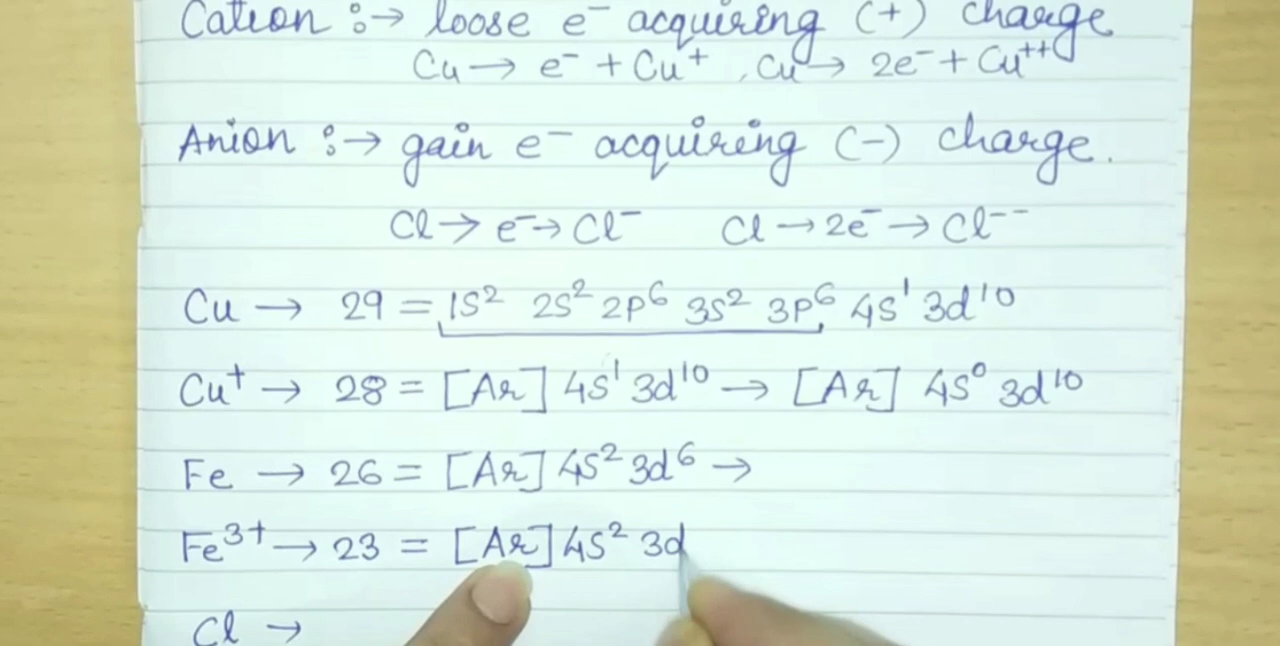 Cation :→ loose e⁻ acquiring (+) charge
Cu → e⁻ + Cu⁺ , Cu → 2e⁻ + Cu⁺⁺
Anion :→ gain e⁻ acquiring (-) charge.
Cl → e⁻ → Cl⁻ Cl → 2e⁻ → Cl⁻⁻
Cu → 29 = 1S² 2S² 2P⁶ 3S² 3P⁶ 4S¹ 3d¹⁰
Cu⁺ → 28 = [Ar] 4S¹ 3d¹⁰ → [Ar] 4S⁰ 3d¹⁰
Fe → 26 = [Ar] 4S² 3d⁶ →
Fe³⁺ → 23 = [Ar] 4S² 3d
Cl →